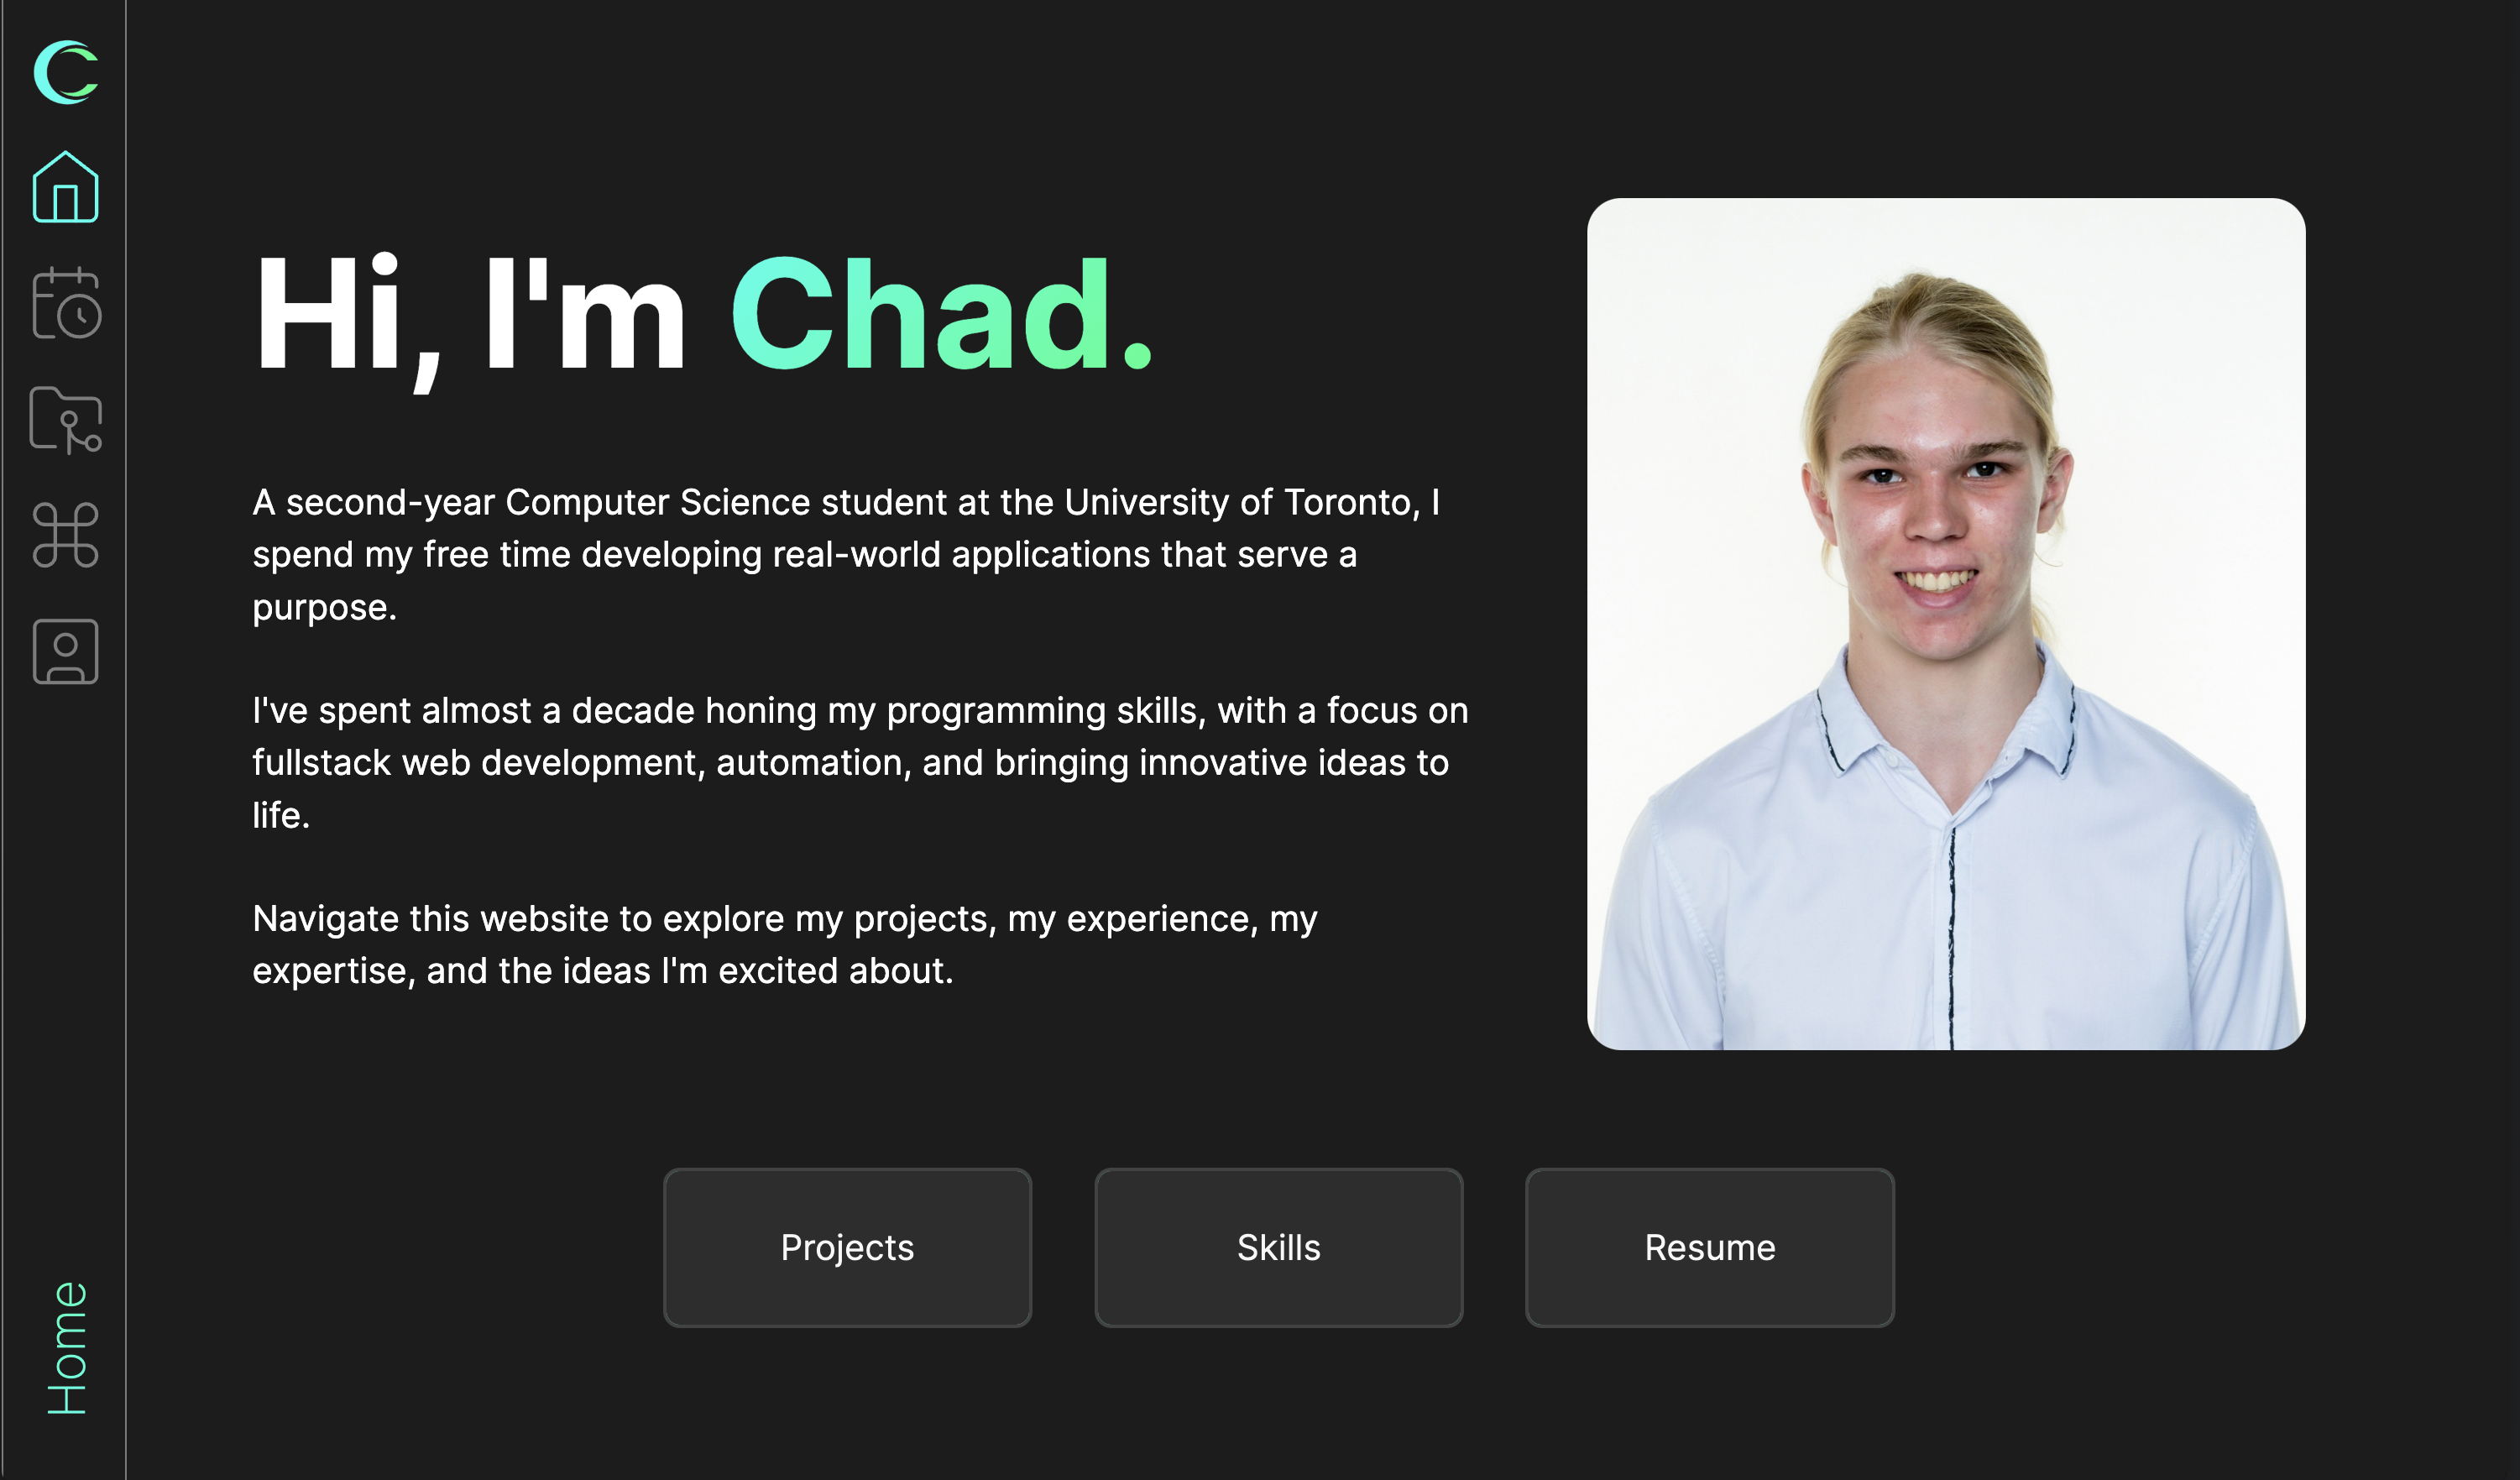 Hi, I'm Chad.
A second-year Computer Science student at the University of Toronto, I
spend my free time developing real-world applications that serve a
purpose.
I've spent almost a decade honing my programming skills, with a focus on
fullstack web development, automation, and bringing innovative ideas to
life.
Navigate this website to explore my projects, my experience, my
expertise, and the ideas I'm excited about.
Projects
Skills
Resume
Home